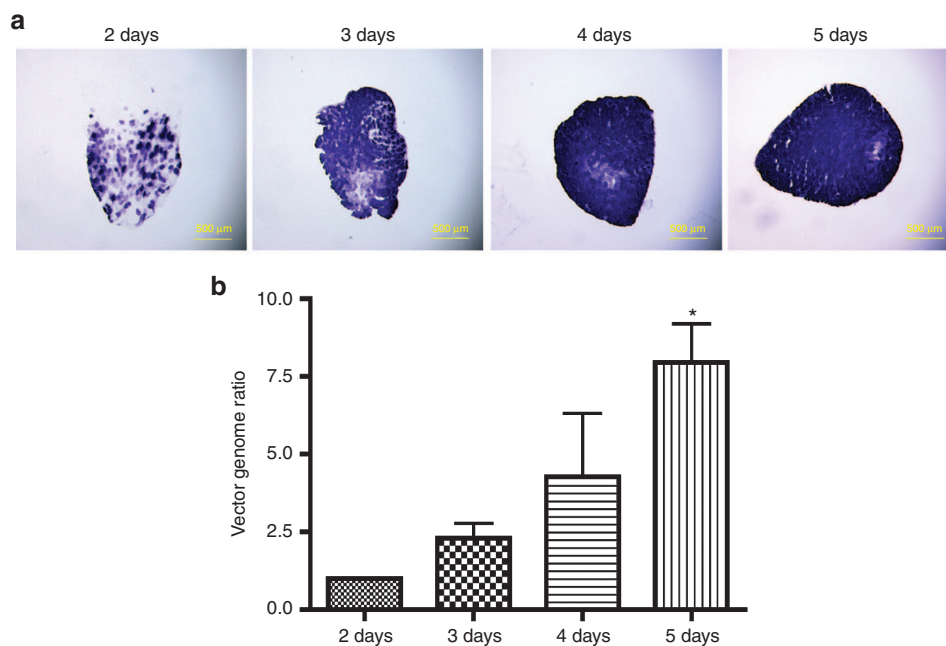 a
2 days 3 days 4 days 5 days
500 µm 500 µm 500 µm 500 µm
b
10.0
7.5
5.0
2.5
0.0
Vector genome ratio
*
2 days 3 days 4 days 5 days